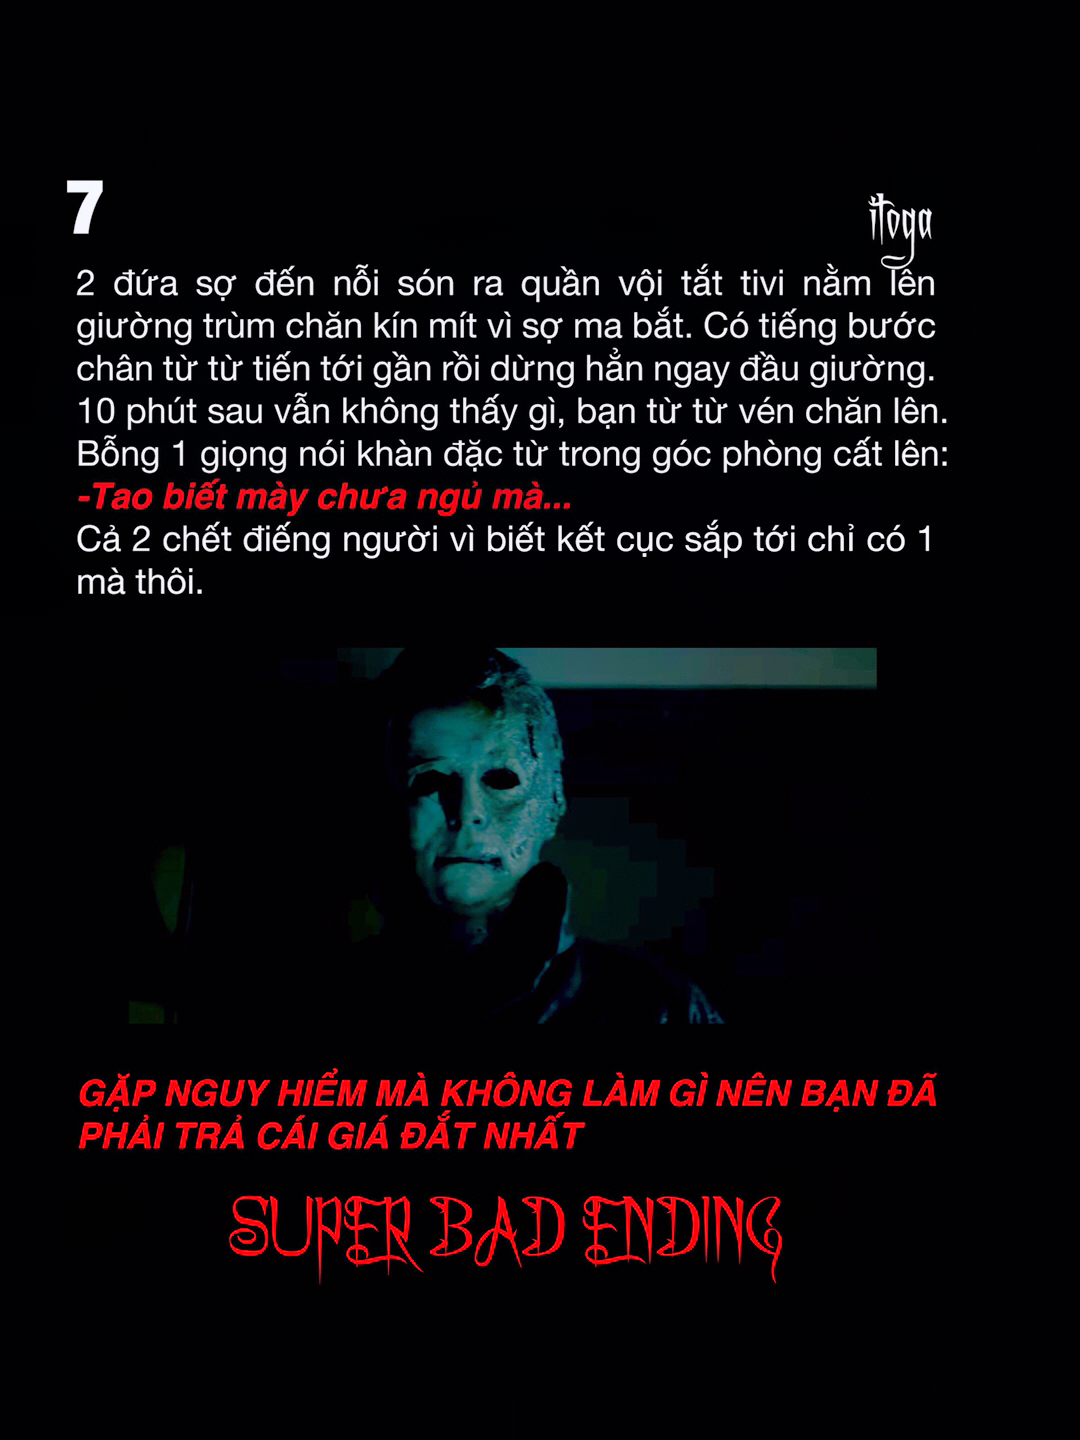 7
itoga
2 đứa sợ đến nỗi són ra quần vội tắt tivi nằm lên
giường trùm chăn kín mít vì sợ ma bắt. Có tiếng bước
chân từ từ tiến tới gần rồi dừng hẳn ngay đầu giường.
10 phút sau vẫn không thấy gì, bạn từ từ vén chăn lên.
Bỗng 1 giọng nói khàn đặc từ trong góc phòng cất lên:
-Tao biết mày chưa ngủ mà...
Cả 2 chết điếng người vì biết kết cục sắp tới chỉ có 1
mà thôi.
GẶP NGUY HIỂM MÀ KHÔNG LÀM GÌ NÊN BẠN ĐÃ
PHẢI TRẢ CÁI GIÁ ĐẮT NHẤT
SUPER BAD ENDING